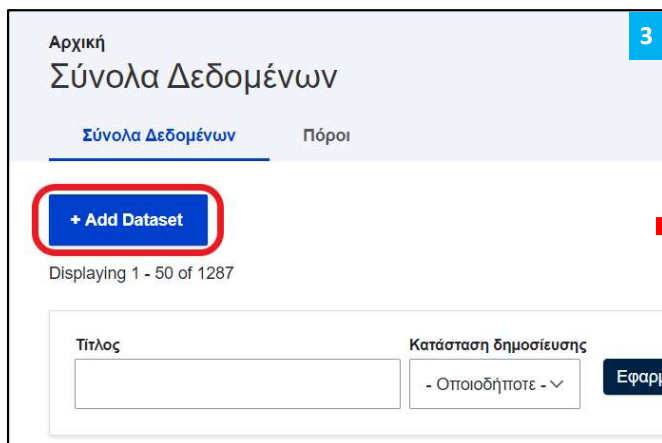 Αρχική
3
Σύνολα Δεδομένων
Σύνολα Δεδομένων Πόροι
+ Add Dataset
Displaying 1 - 50 of 1287
Τίτλος Κατάσταση δημοσίευσης
- Οποιοδήποτε -